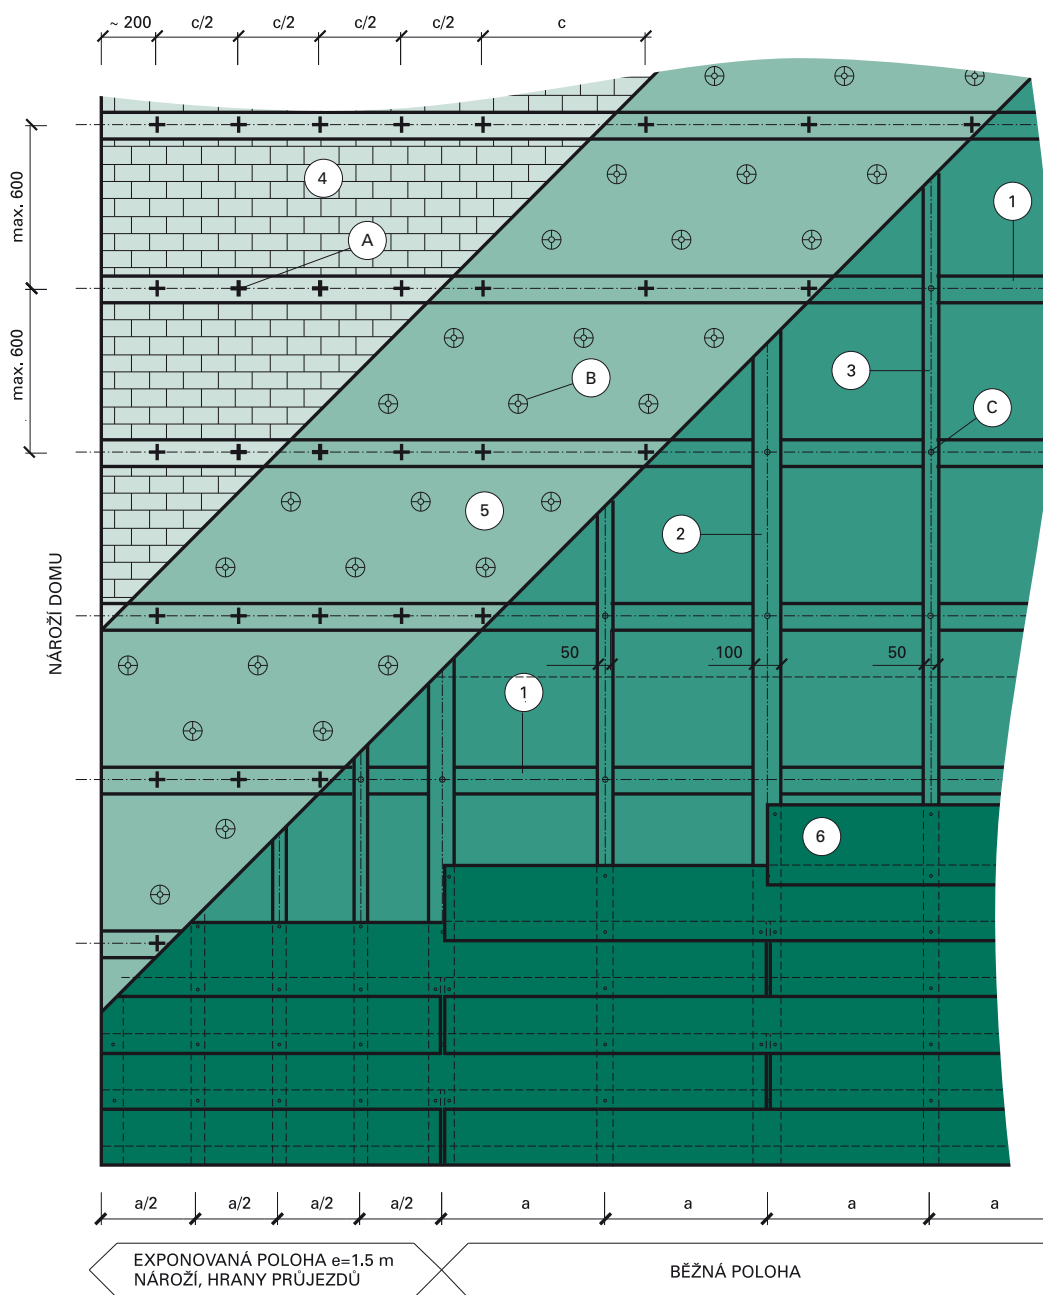 ~ 200
c/2
c/2
c/2
c/2
c
max. 600
4
1
A
max. 600
3
B
C
5
2
NÁROŽÍ DOMU
50
100
50
1
6
a/2
a/2
a/2
a/2
a
a
a
a
EXPONOVANÁ POLOHA e=1.5 m
NÁROŽÍ, HRANY PRŮJEZDŮ
BĚŽNÁ POLOHA